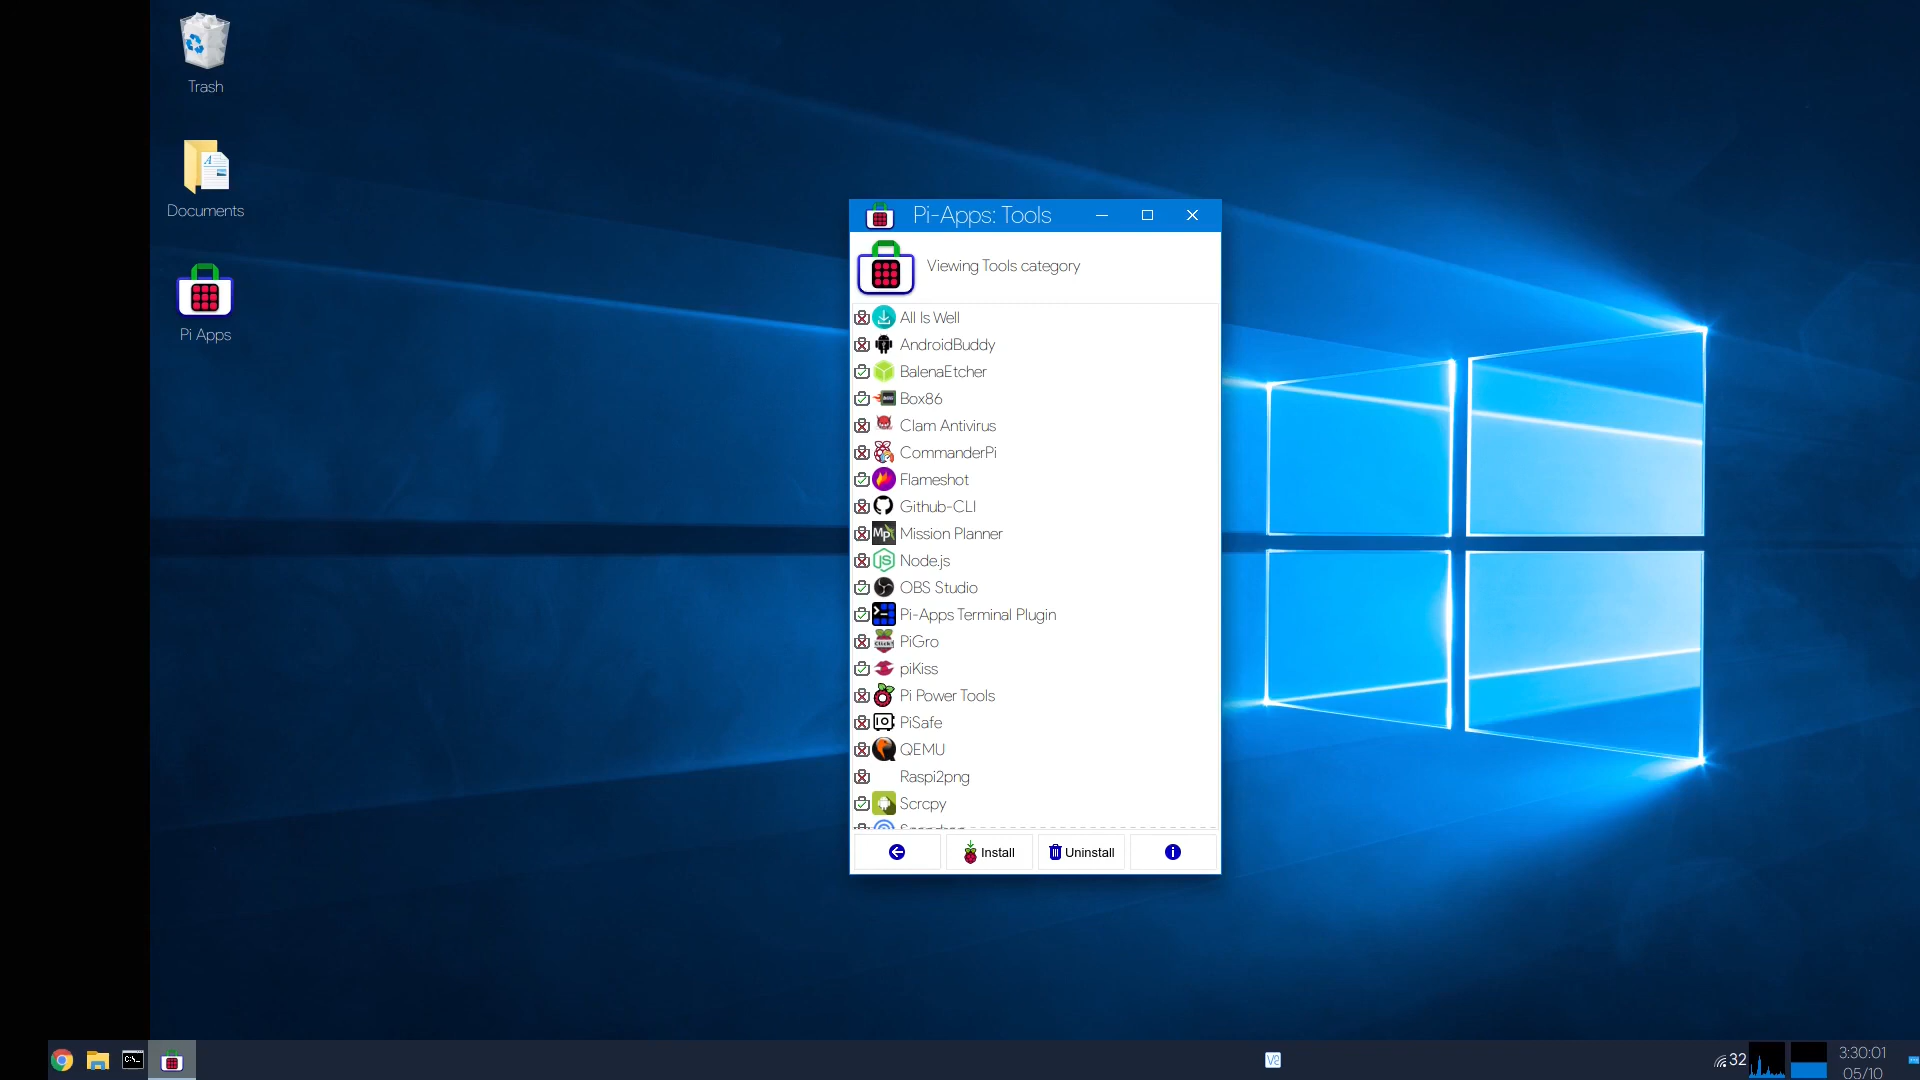 Trash
Documents
Pi Apps
Pi-Apps: Tools
Viewing Tools category
All Is Well
AndroidBuddy
BalenaEtcher
Box86
Clam Antivirus
CommanderPi
Flameshot
Github-CLI
Mission Planner
Node.js
OBS Studio
Pi-Apps Terminal Plugin
PiGro
piKiss
Pi Power Tools
PiSafe
QEMU
Raspi2png
Scrcpy
Install
Uninstall
32
3:30:01
05/10